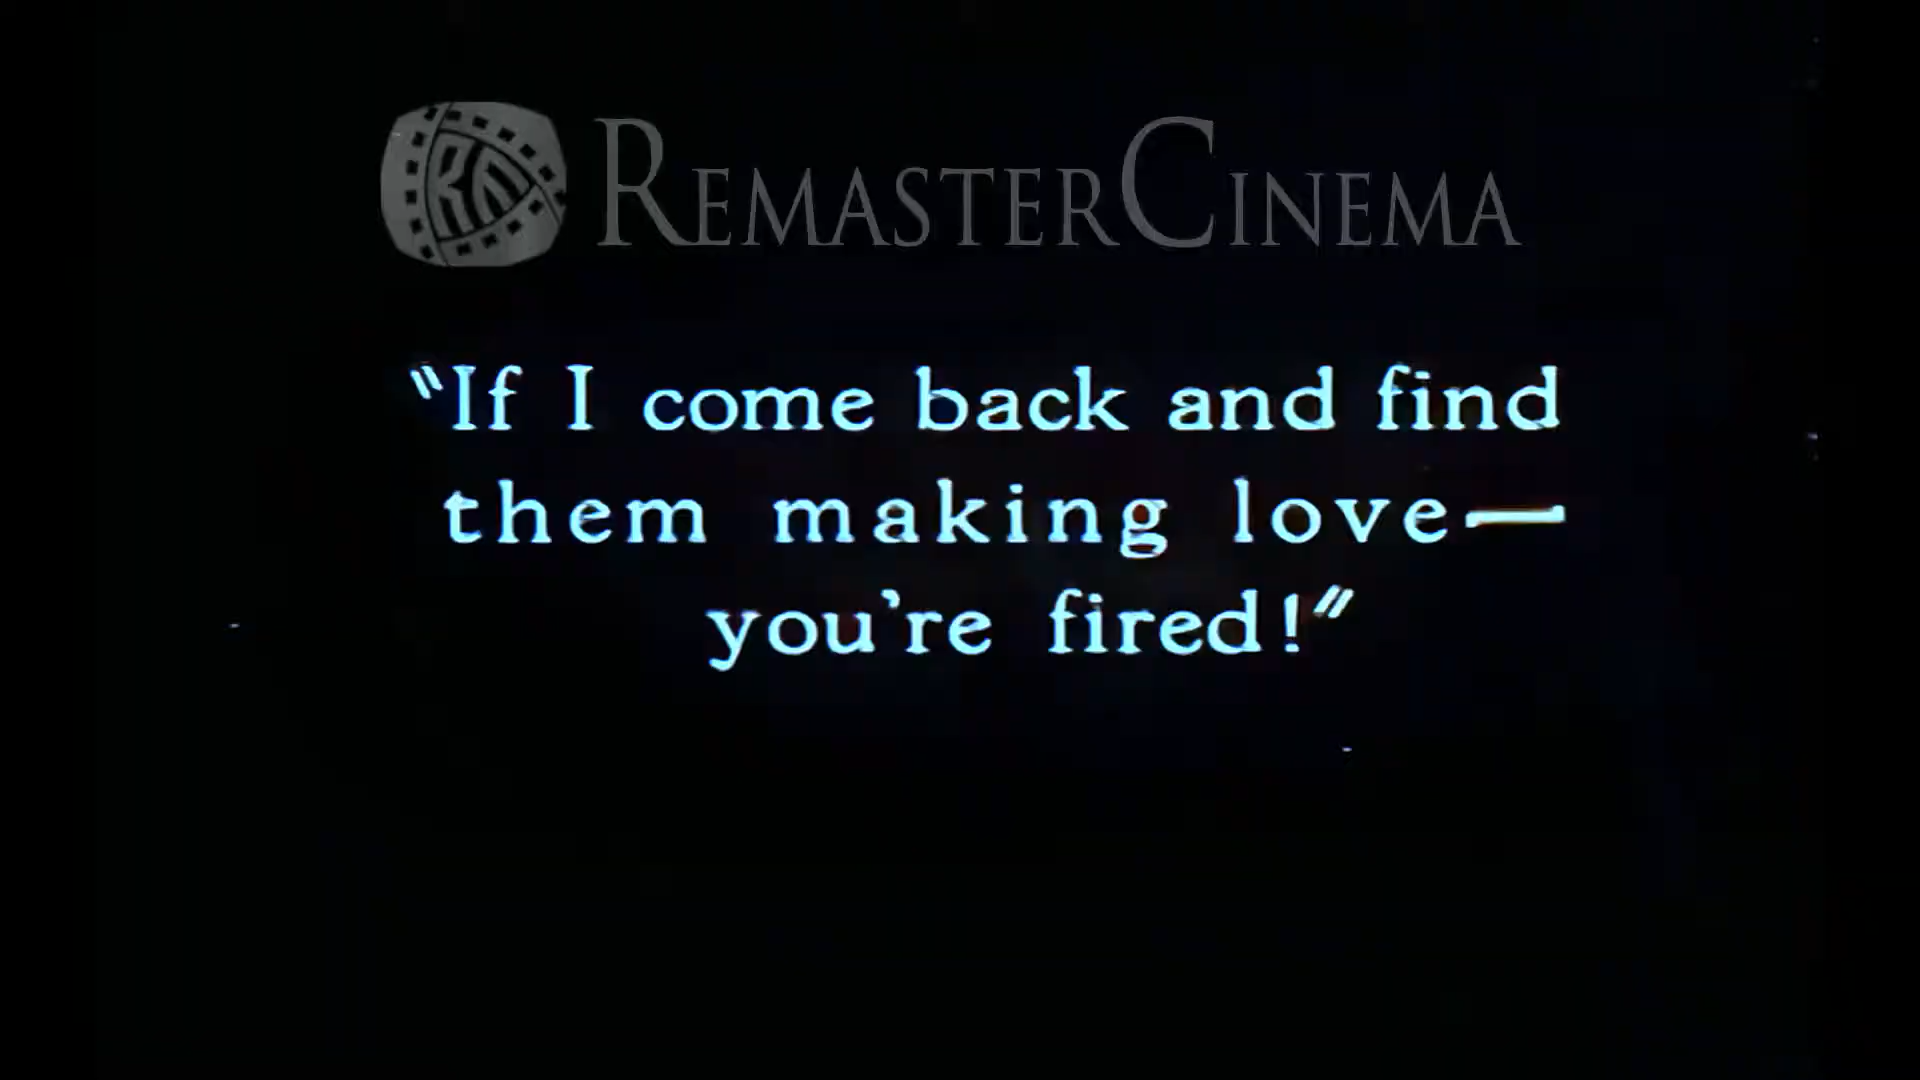 RemasterCinema
"If I come back and find
them making love—
you're fired!"